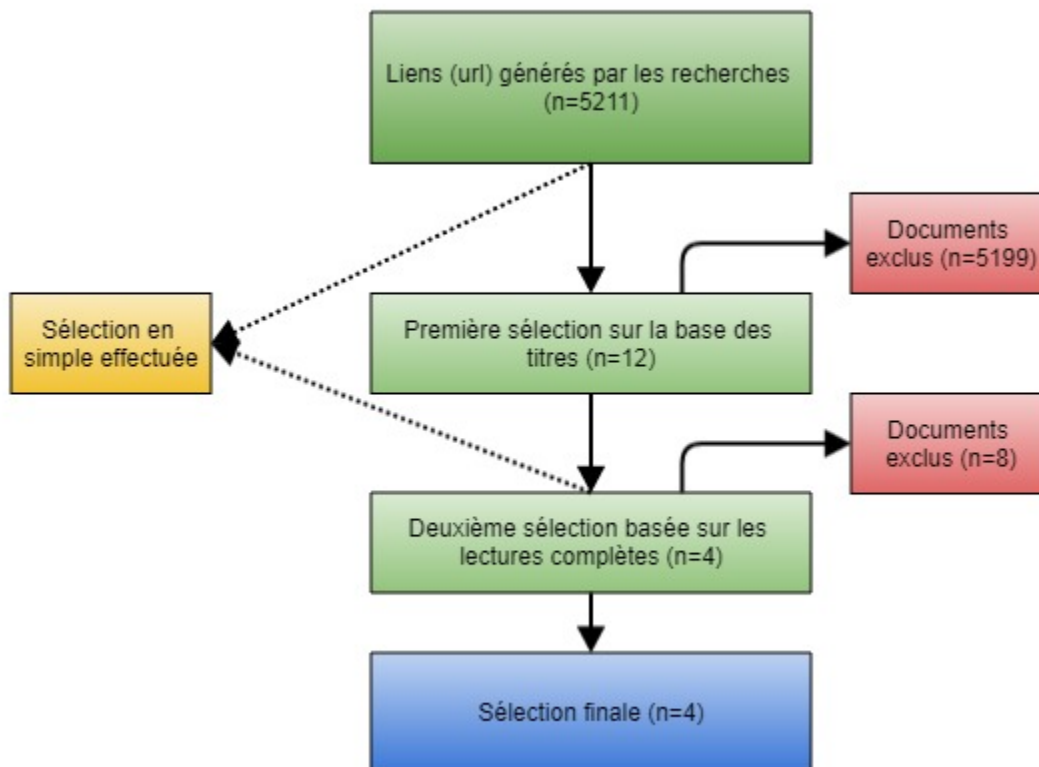 Liens (url) générés par les recherches
(n=5211)
Documents
exclus (n=5199)
Sélection en
simple effectuée
Première sélection sur la base des
titres (n=12)
Documents
exclus (n=8)
Deuxième sélection basée sur les
lectures complètes (n=4)
Sélection finale (n=4)